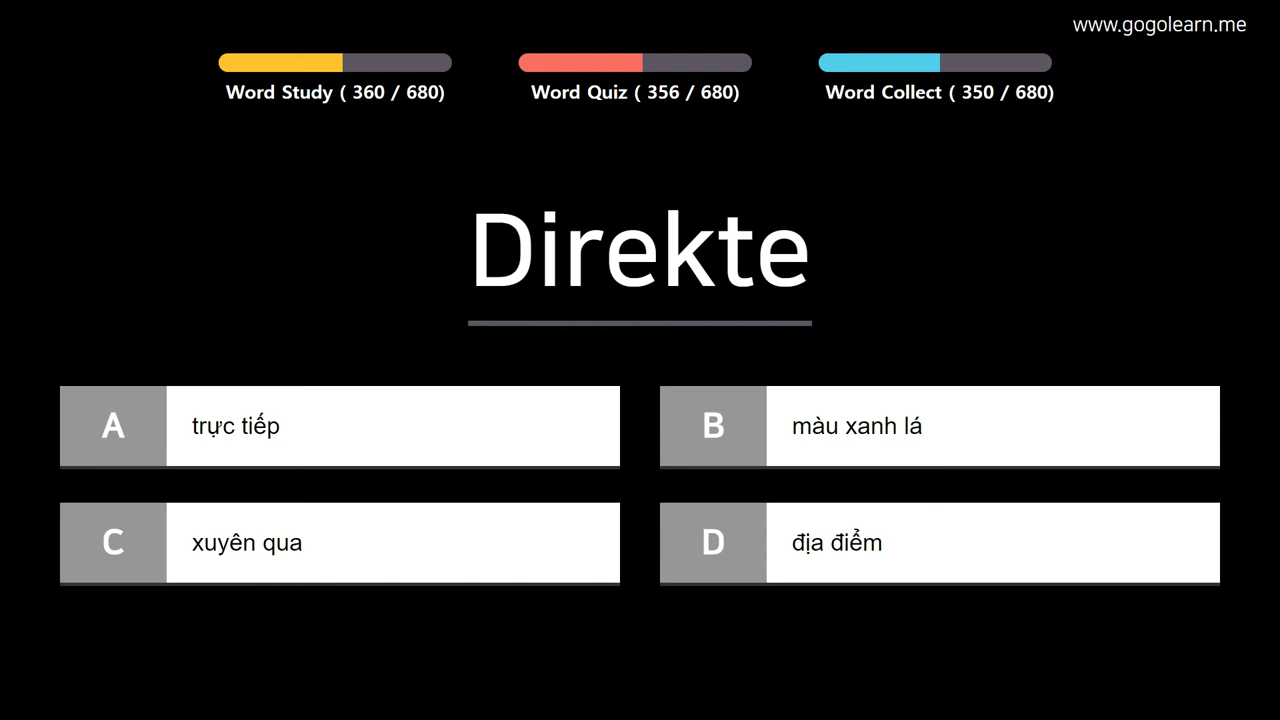 www.gogolearn.me
Word Study ( 360 / 680)
Word Quiz ( 356 / 680)
Word Collect ( 350 / 680)
Direkte
A
trực tiếp
B
màu xanh lá
C
xuyên qua
D
địa điểm